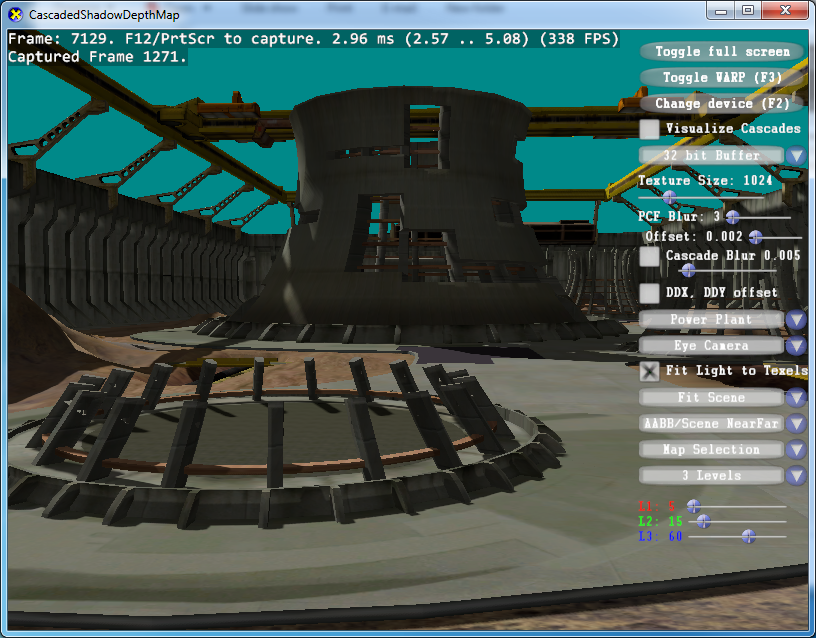 CascadedShadowDepthMap
Frame: 7129. F12/PrtScr to capture. 2.96 ms (2.57 .. 5.08) (338 FPS)
Captured Frame 1271.
Toggle full screen
Toggle WARP (F3)
Change device (F2)
Visualize Cascades
32 bit Buffer
Texture Size: 1024
PCF Blur: 3
Offset: 0.002
Cascade Blur 0.005
DDX, DDY offset
Power Plant
Eye Camera
Fit Light to Texels
Fit Scene
AABB/Scene NearFar
Map Selection
3 Levels
L1: 5
L2: 15
L3: 60